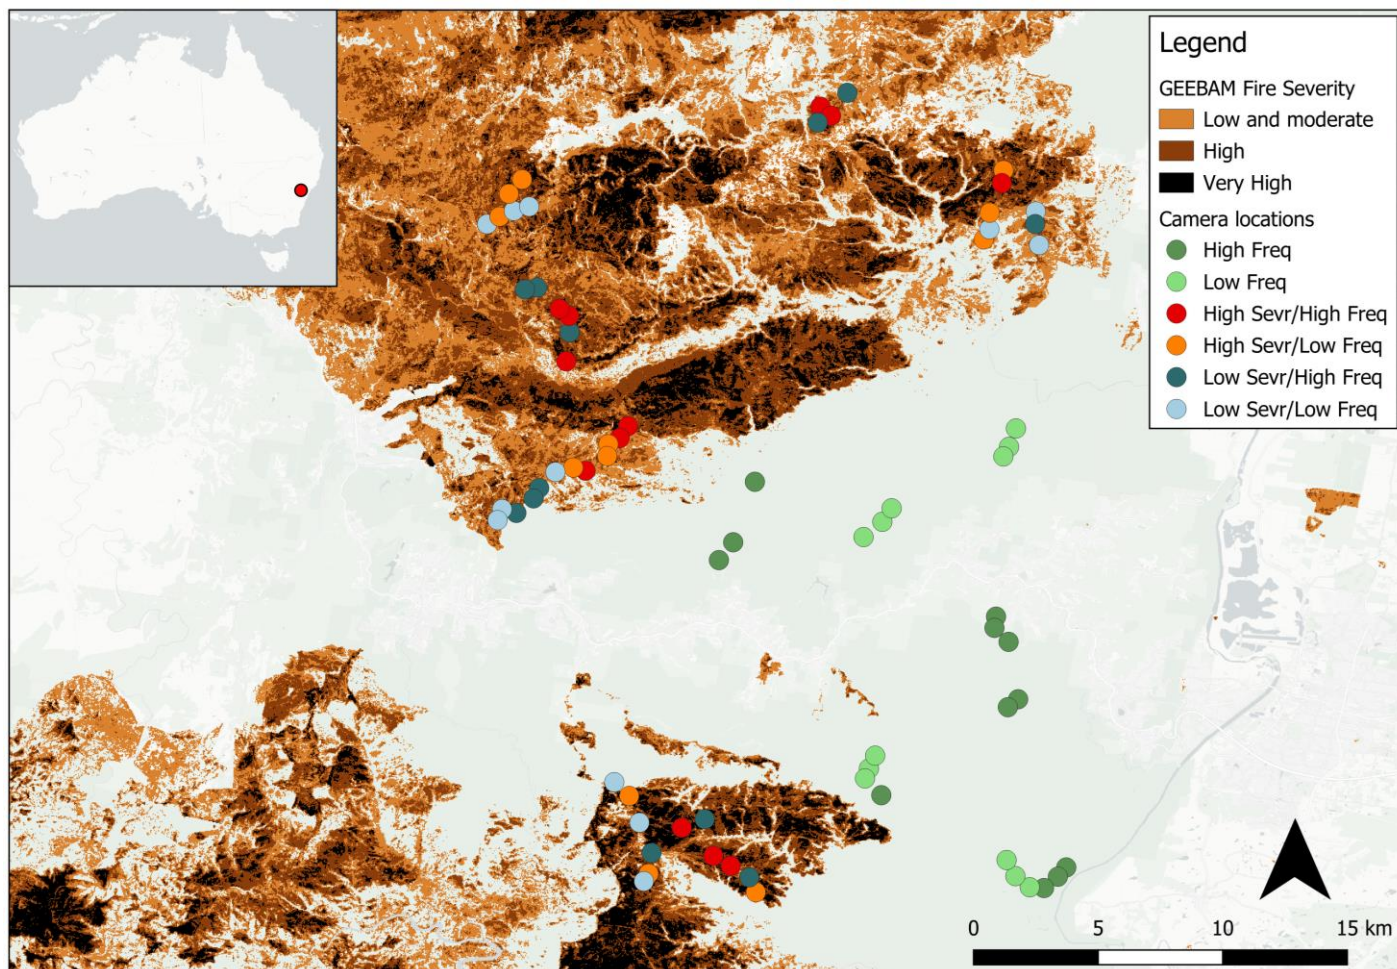 Legend
GEEBAM Fire Severity
Low and moderate
High
Very High
Camera locations
High Freq
Low Freq
High Sevr/High Freq
High Sevr/Low Freq
Low Sevr/High Freq
Low Sevr/Low Freq
0 5 10 15 km